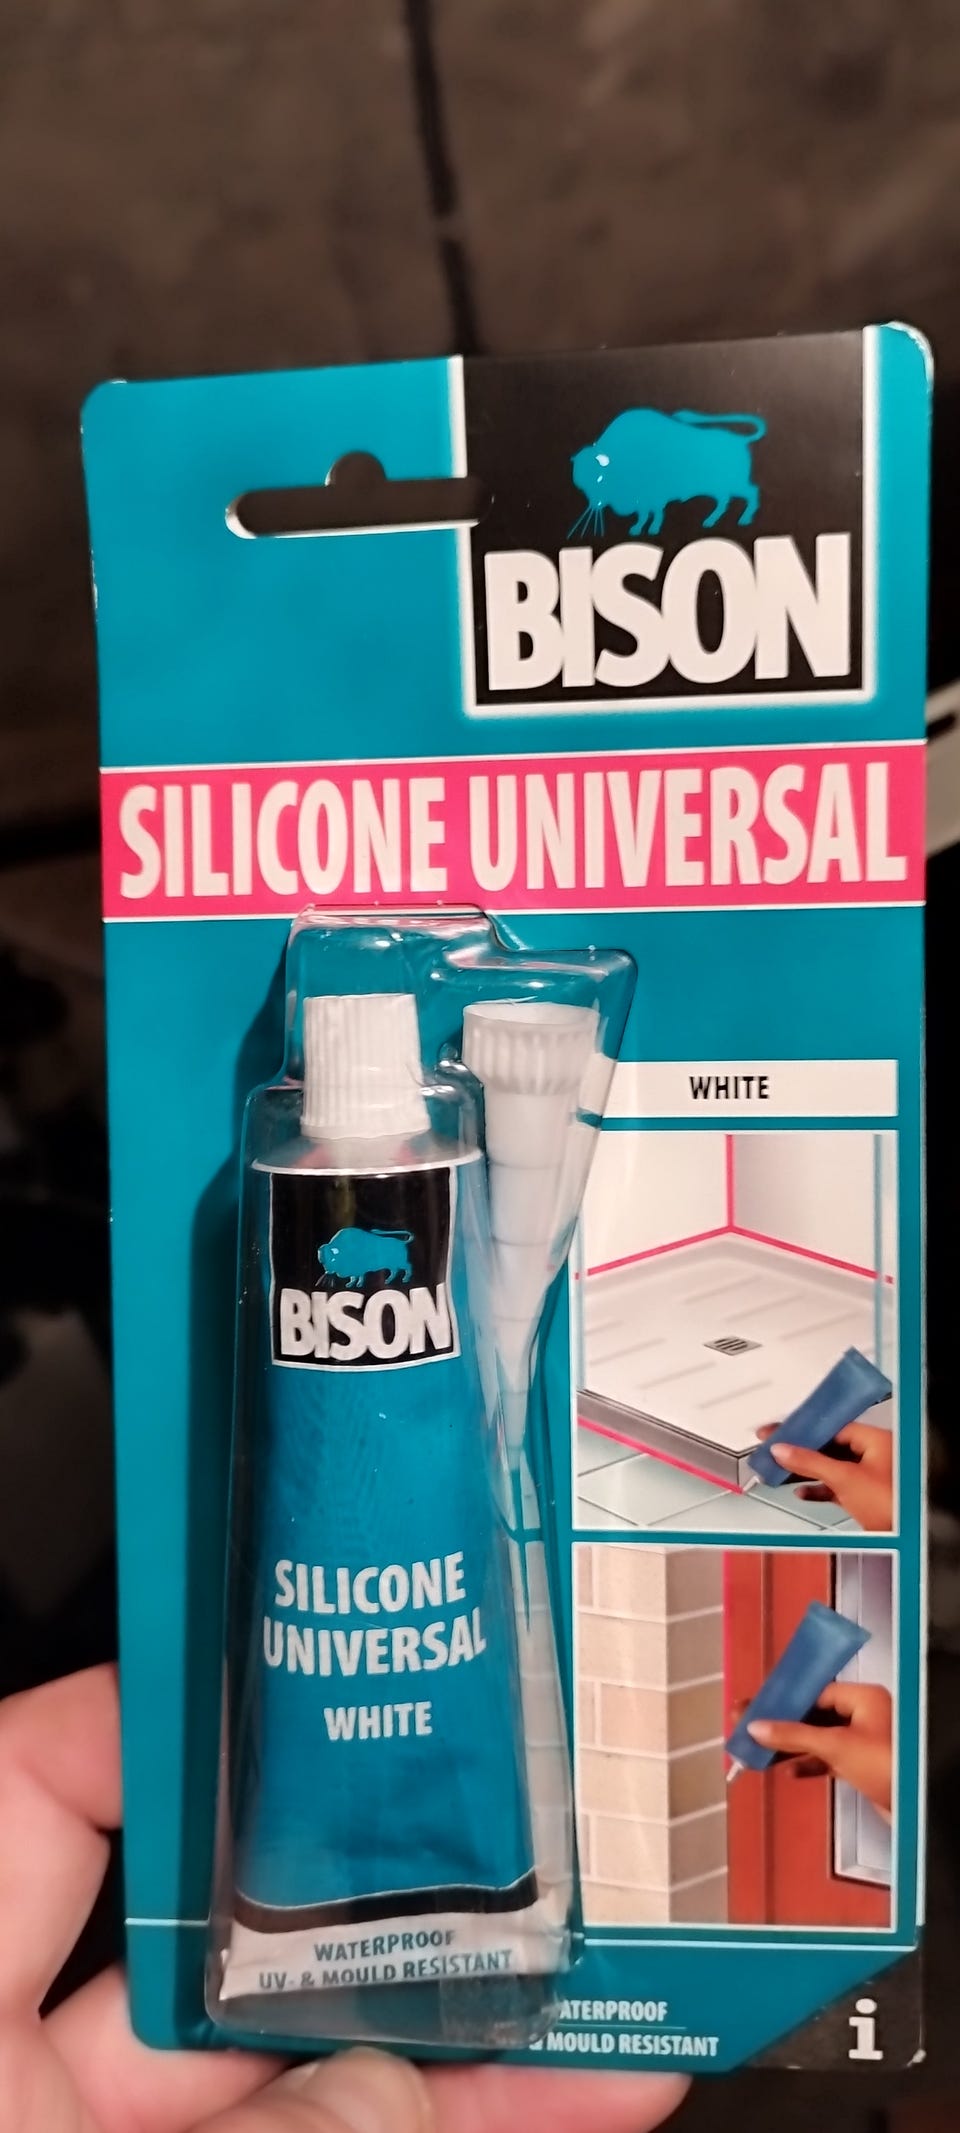 BISON
SILICONE UNIVERSAL
WHITE
BISON
SILICONE
UNIVERSAL
WHITE
WATERPROOF
UV- & MOULD RESISTANT
& MOULD RESISTANT
i